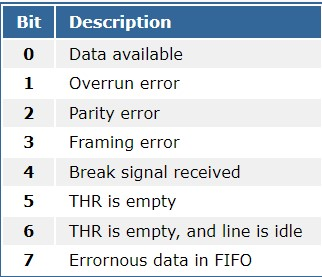 Bit Description
0 Data available
1 Overrun error
2 Parity error
3 Framing error
4 Break signal received
5 THR is empty
6 THR is empty, and line is idle
7 Errornous data in FIFO